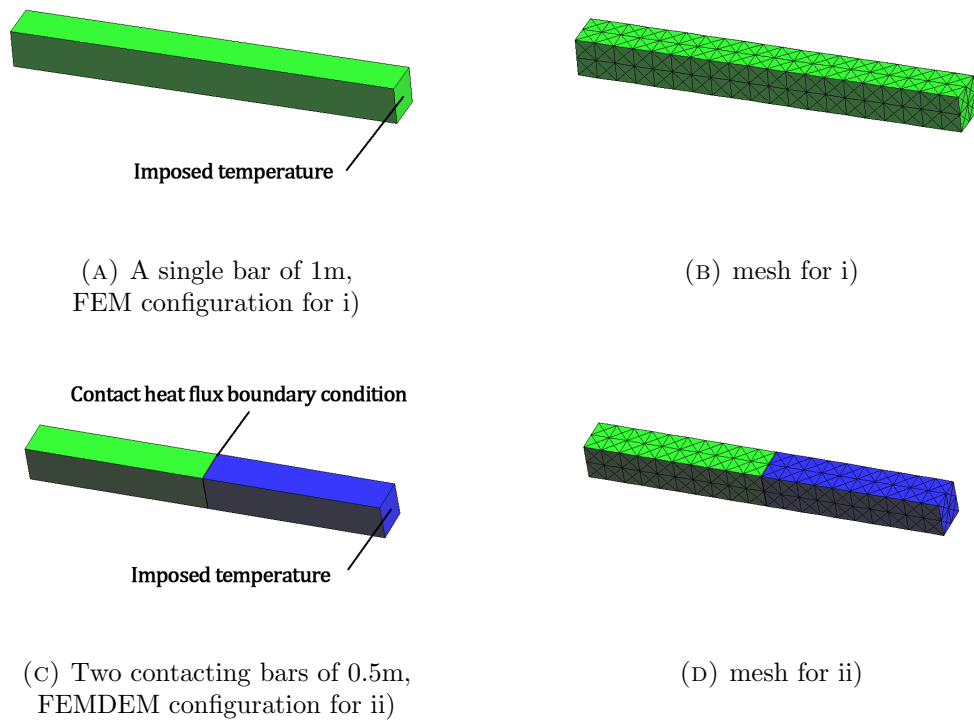 Imposed temperature
(A) A single bar of 1m,
FEM configuration for i)
(B) mesh for i)
Contact heat flux boundary condition
Imposed temperature
(C) Two contacting bars of 0.5m,
FEMDEM configuration for ii)
(D) mesh for ii)